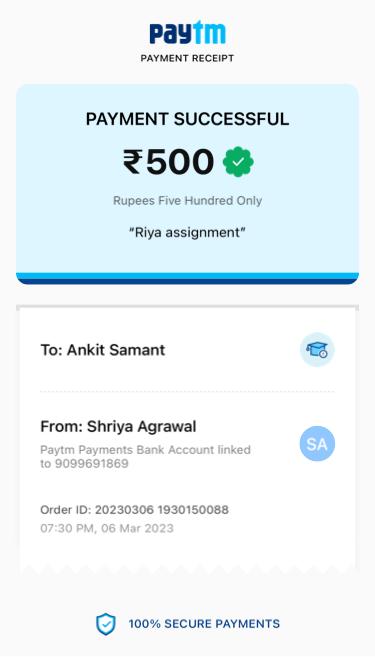 paytm
PAYMENT RECEIPT
PAYMENT SUCCESSFUL
₹500
Rupees Five Hundred Only
"Riya assignment"
To: Ankit Samant
From: Shriya Agrawal
SA
Paytm Payments Bank Account linked
to 9099691869
Order ID: 20230306 1930150088
07:30 PM, 06 Mar 2023
100% SECURE PAYMENTS